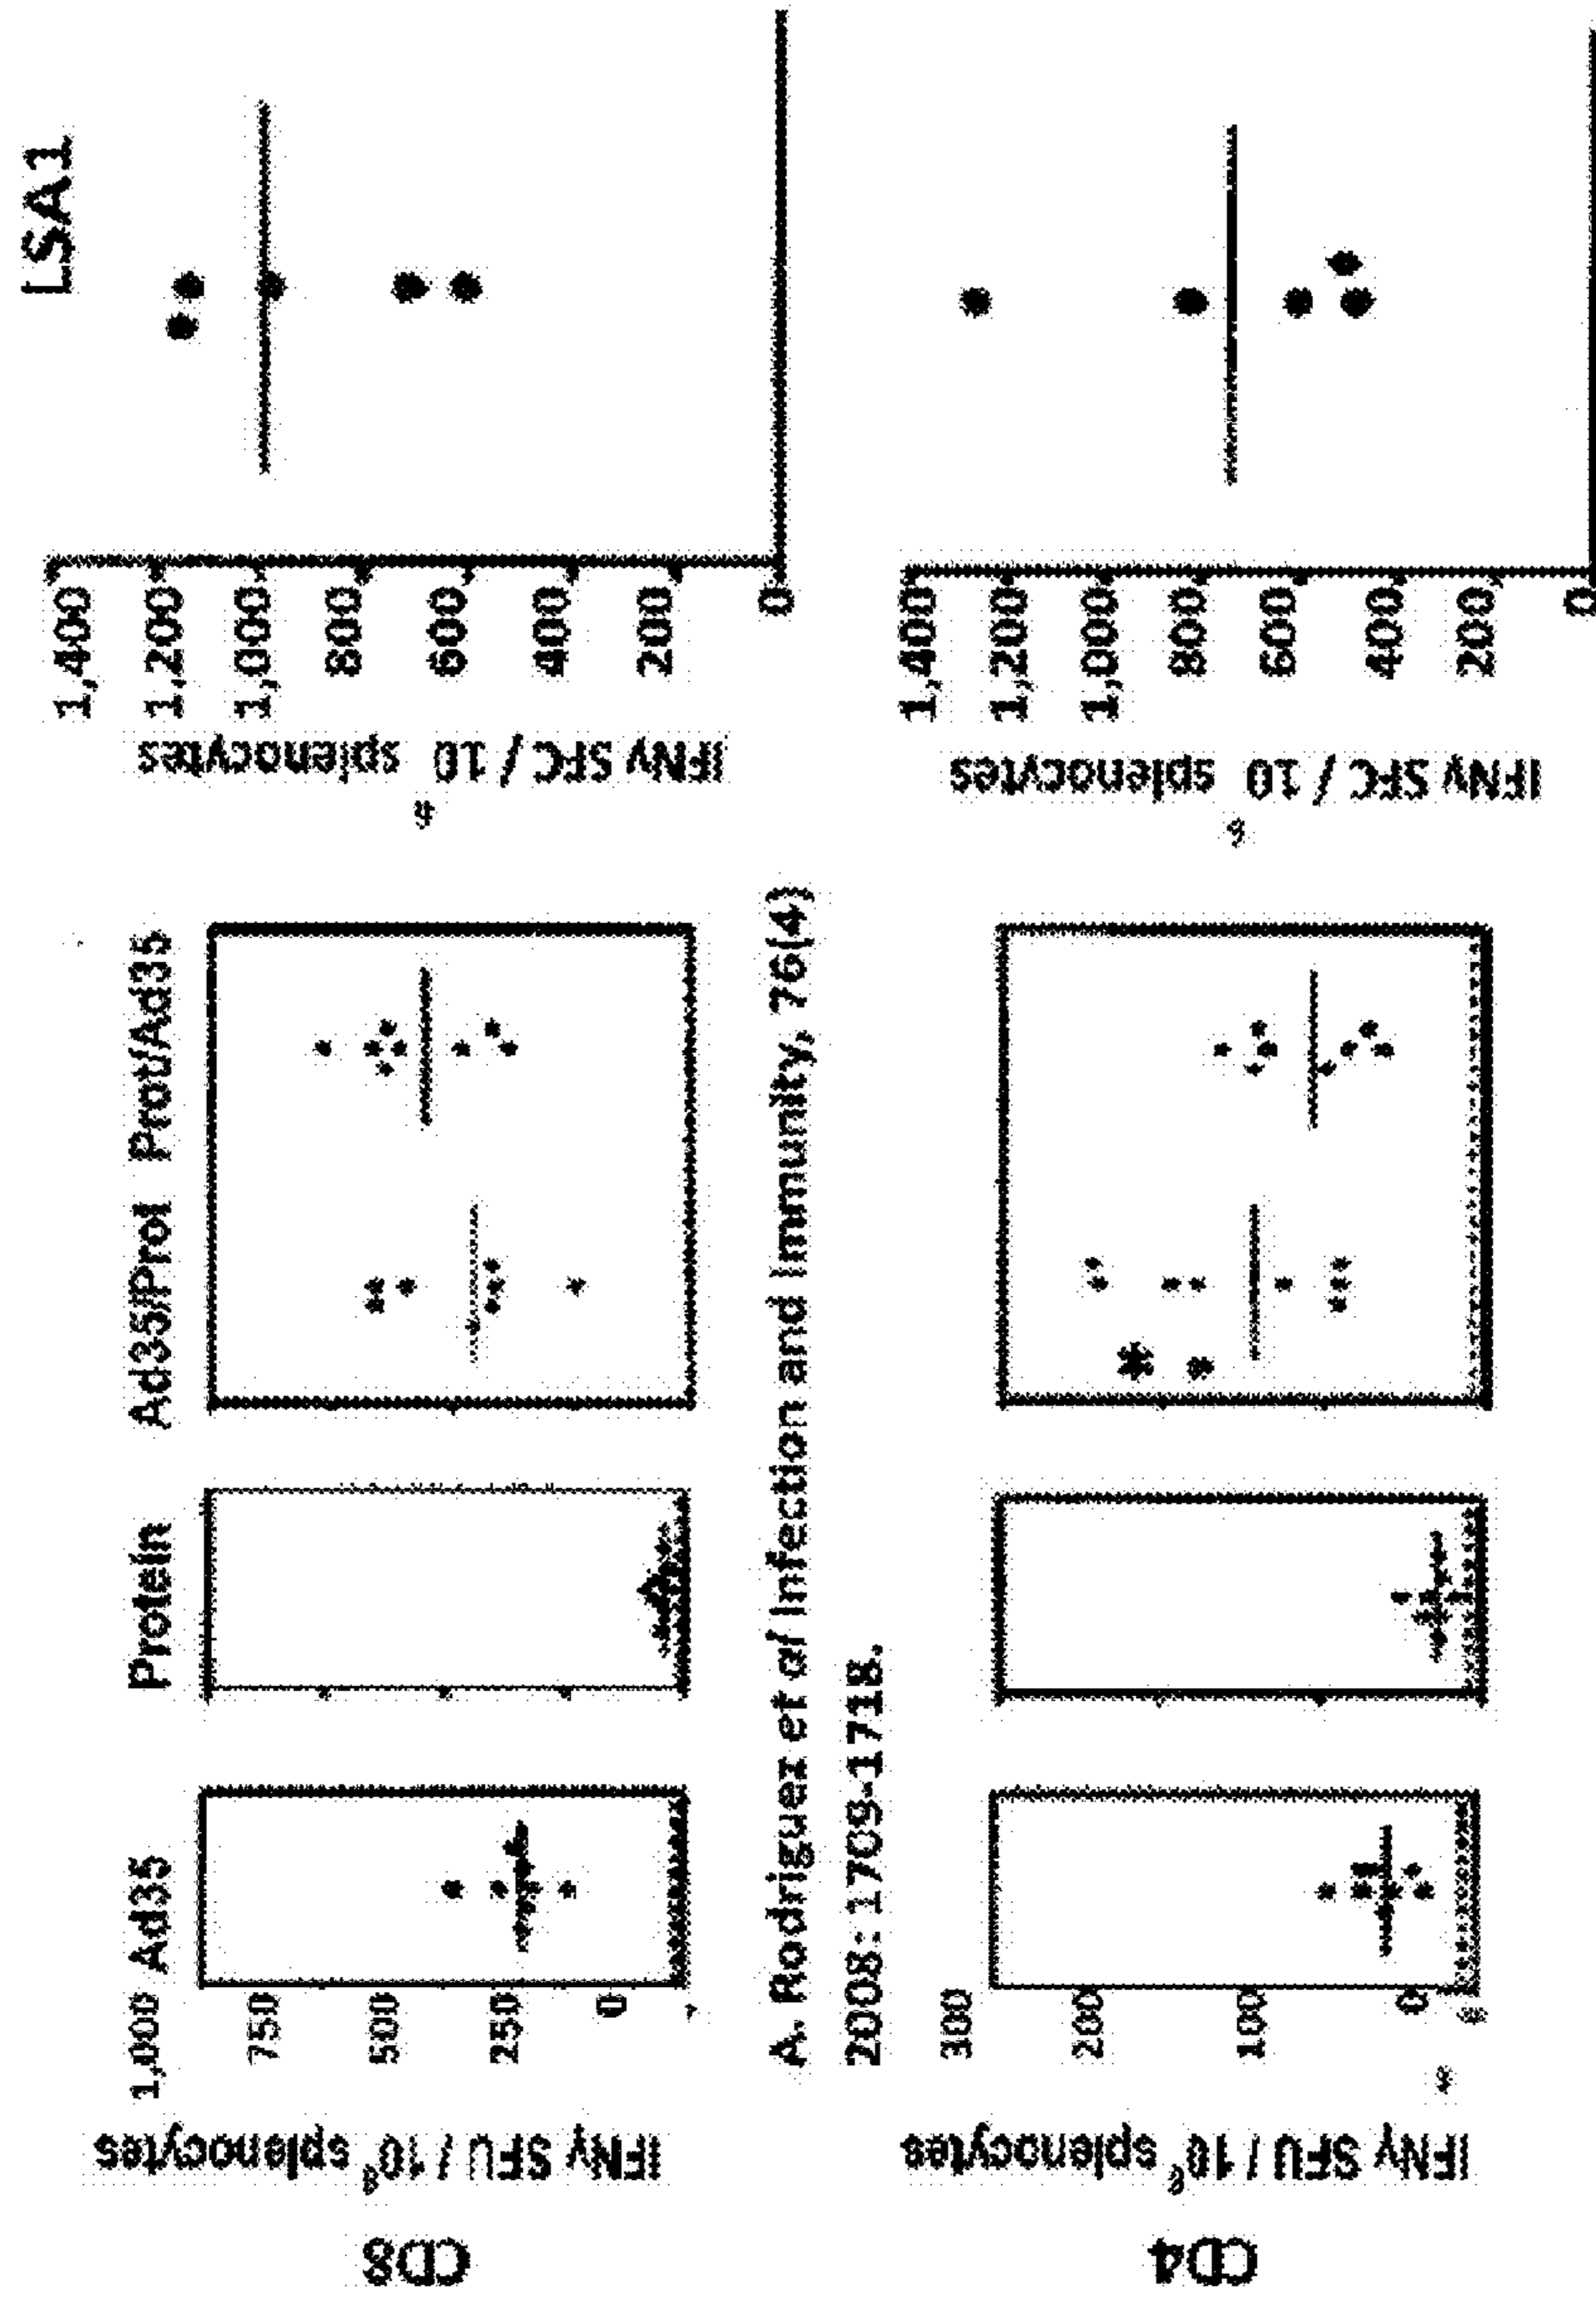 LSA1
Ad35 Protein Ad35/Prot Prot/Ad35
CD8
IFNγ SFU / 10⁶ splenocytes
1,000
750
500
250
0
IFNγ SFC / 10⁶ splenocytes
1,400
1,200
1,000
800
600
400
200
0
A. Rodriguez et al Infection and Immunity, 76(4)
2008: 1709-1718.
CD4
IFNγ SFU / 10⁶ splenocytes
300
200
100
0
IFNγ SFC / 10⁶ splenocytes
1,400
1,200
1,000
800
600
400
200
0